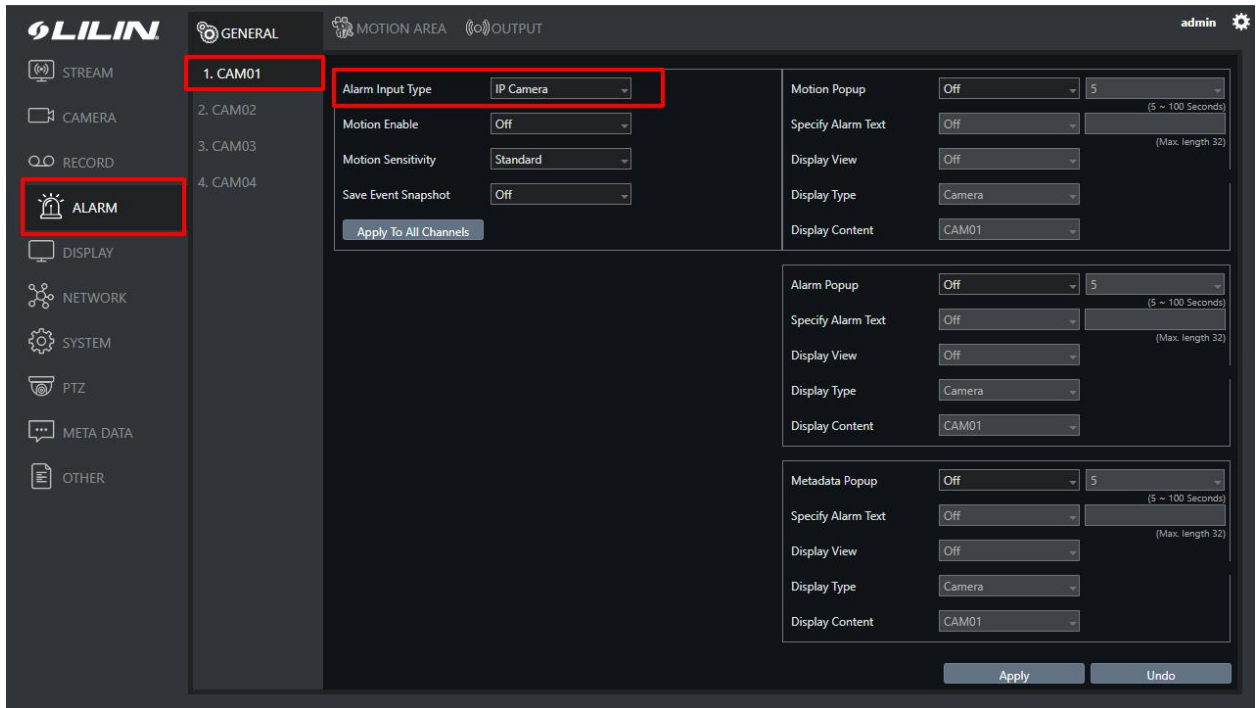 LILIN
GENERAL
MOTION AREA
OUTPUT
admin
STREAM
CAMERA
RECORD
ALARM
DISPLAY
NETWORK
SYSTEM
PTZ
META DATA
OTHER
1. CAM01
2. CAM02
3. CAM03
4. CAM04
Alarm Input Type IP Camera
Motion Enable Off
Motion Sensitivity Standard
Save Event Snapshot Off
Apply To All Channels
Motion Popup Off 5
(5 ~ 100 Seconds)
Specify Alarm Text Off
(Max. length 32)
Display View Off
Display Type Camera
Display Content CAM01
Alarm Popup Off 5
(5 ~ 100 Seconds)
Specify Alarm Text Off
(Max. length 32)
Display View Off
Display Type Camera
Display Content CAM01
Metadata Popup Off 5
(5 ~ 100 Seconds)
Specify Alarm Text Off
(Max. length 32)
Display View Off
Display Type Camera
Display Content CAM01
Apply Undo